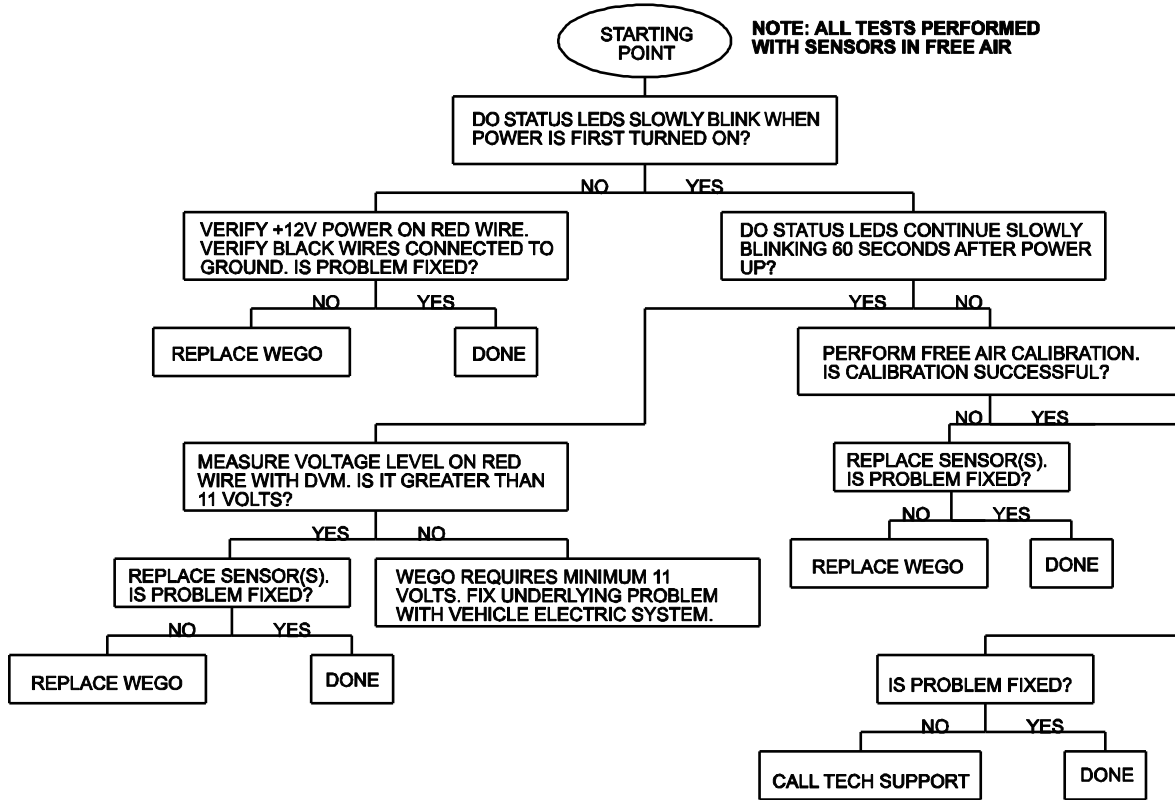 STARTING
POINT
NOTE: ALL TESTS PERFORMED
WITH SENSORS IN FREE AIR
DO STATUS LEDS SLOWLY BLINK WHEN
POWER IS FIRST TURNED ON?
NO
YES
VERIFY +12V POWER ON RED WIRE.
VERIFY BLACK WIRES CONNECTED TO
GROUND. IS PROBLEM FIXED?
DO STATUS LEDS CONTINUE SLOWLY
BLINKING 60 SECONDS AFTER POWER
UP?
NO
YES
YES
NO
REPLACE WEGO
DONE
PERFORM FREE AIR CALIBRATION.
IS CALIBRATION SUCCESSFUL?
NO
YES
MEASURE VOLTAGE LEVEL ON RED
WIRE WITH DVM. IS IT GREATER THAN
11 VOLTS?
REPLACE SENSOR(S).
IS PROBLEM FIXED?
NO
YES
YES
NO
REPLACE WEGO
DONE
REPLACE SENSOR(S).
IS PROBLEM FIXED?
WEGO REQUIRES MINIMUM 11
VOLTS. FIX UNDERLYING PROBLEM
WITH VEHICLE ELECTRIC SYSTEM.
NO
YES
REPLACE WEGO
DONE
IS PROBLEM FIXED?
NO
YES
CALL TECH SUPPORT
DONE